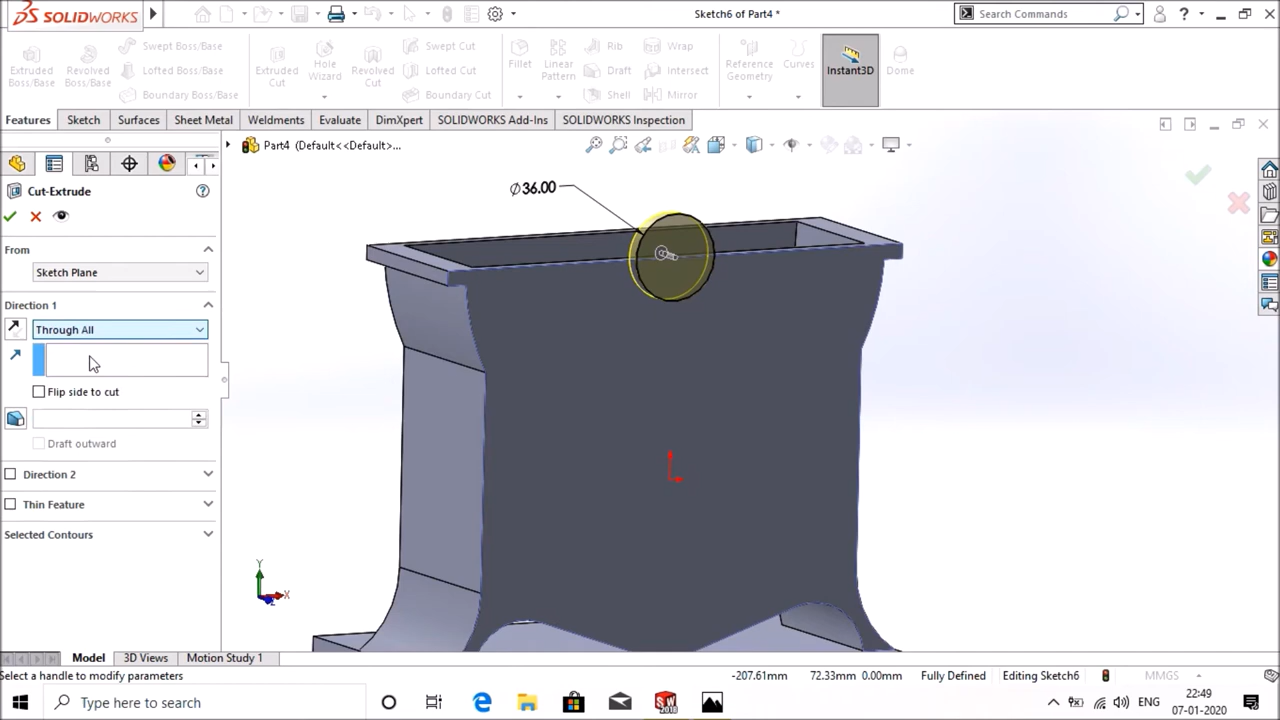 SOLIDWORKS
Sketch6 of Part4 *
Search Commands
?
Extruded Boss/Base
Revolved Boss/Base
Swept Boss/Base
Lofted Boss/Base
Boundary Boss/Base
Extruded Cut
Hole Wizard
Revolved Cut
Swept Cut
Lofted Cut
Boundary Cut
Fillet
Linear Pattern
Rib
Draft
Shell
Wrap
Intersect
Mirror
Reference Geometry
Curves
Instant3D
Dome
Features
Sketch
Surfaces
Sheet Metal
Weldments
Evaluate
DimXpert
SOLIDWORKS Add-Ins
SOLIDWORKS Inspection
Part4 (Default<<Default>...
Cut-Extrude
?
From
Sketch Plane
Direction 1
Through All
Flip side to cut
Draft outward
Direction 2
Thin Feature
Selected Contours
⌀36.00
Y
X
Z
Model
3D Views
Motion Study 1
Select a handle to modify parameters
-207.61mm
72.33mm 0.00mm
Fully Defined
Editing Sketch6
MMGS
Type here to search
SW
2018
ENG
22:49
07-01-2020